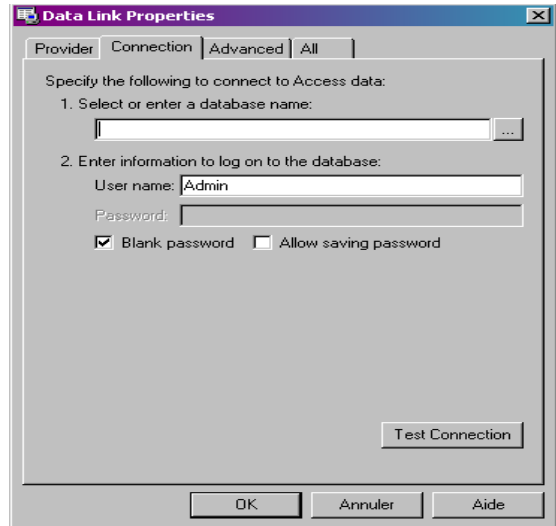 Data Link Properties
Provider Connection Advanced All
Specify the following to connect to Access data:
1. Select or enter a database name:
...
2. Enter information to log on to the database:
User name: Admin
Password:
Blank password Allow saving password
Test Connection
OK Annuler Aide